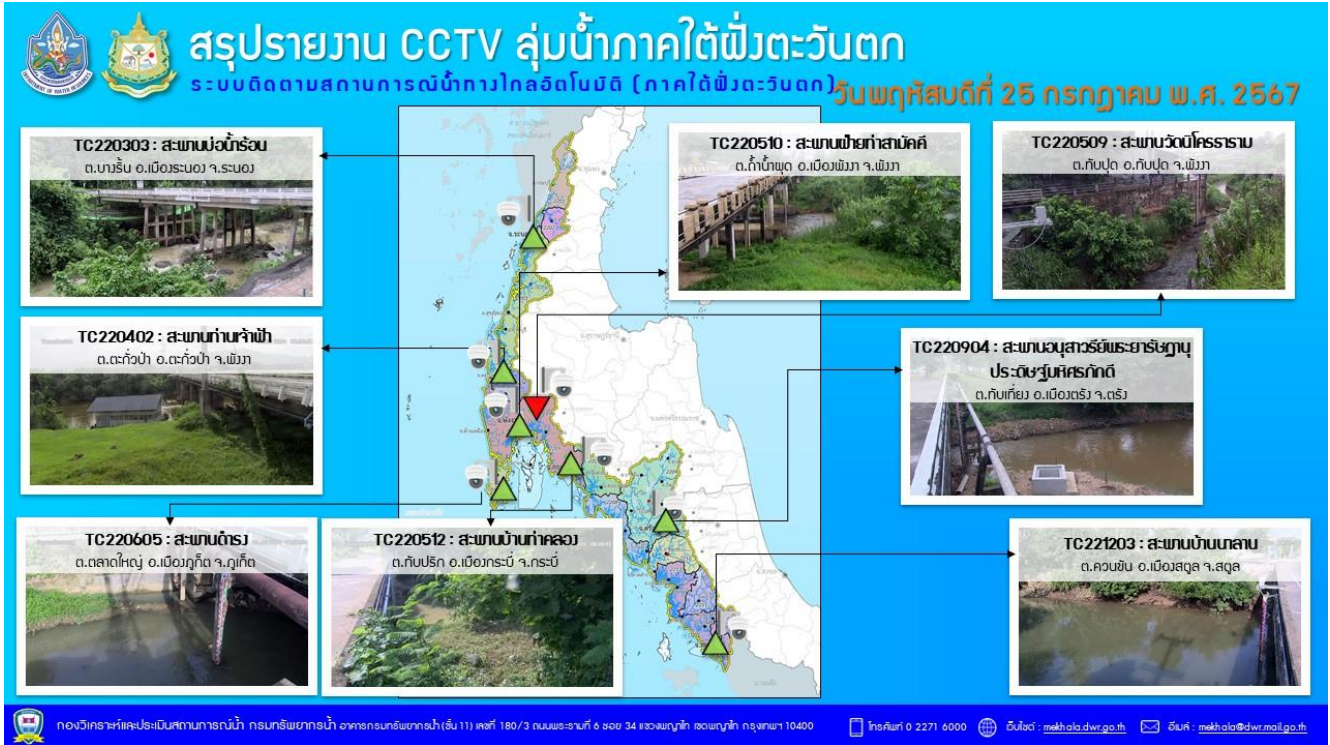 สรุปรายงาน CCTV ลุ่มน้ำภาคใต้ฝั่งตะวันตก
ระบบติดตามสถานการณ์น้ำทางไกลอัตโนมัติ (ภาคใต้ฝั่งตะวันตก)
วันพฤหัสบดีที่ 25 กรกฎาคม พ.ศ. 2567
TC220303 : สะพานบ่อน้ำร้อน
ต.บางริ้น อ.เมืองระนอง จ.ระนอง
TC220510 : สะพานฝ่ายท่าสามัคคี
ต.ถ้ำน้ำผุด อ.เมืองพังงา จ.พังงา
TC220509 : สะพานวัดนิโครธาราม
ต.ทับปุด อ.ทับปุด จ.พังงา
TC220402 : สะพานท่านเจ้าฟ้า
ต.ตะกั่วป่า อ.ตะกั่วป่า จ.พังงา
TC220904 : สะพานอนุสาวรีย์พระยารัษฎานุ
ประดิษฐ์มหิศรภักดี
ต.ทับเที่ยง อ.เมืองตรัง จ.ตรัง
TC220605 : สะพานดำรง
ต.ตลาดใหญ่ อ.เมืองภูก็ต จ.ภูเก็ต
TC220512 : สะพานบ้านท่าคลอง
ต.ทับปริก อ.เมืองกระบี่ จ.กระบี่
TC221203 : สะพานบ้านนาลาน
ต.ควนขัน อ.เมืองสตูล จ.สตูล
กองวิเคราะห์และประเมินสถานการณ์น้ำ กรมทรัพยากรน้ำ อาคารกรมทรัพยากรน้ำ (ชั้น 11) เลขที่ 180/3 ถนนพระรามที่ 6 ซอย 34 แขวงพญาไท เขตพญาไท กรุงเทพฯ 10400
โทรศัพท์ 0 2271 6000
เว็บไซต์ : mekhala.dwr.go.th
อีเมล์ : mekhala@dwr.mail.go.th